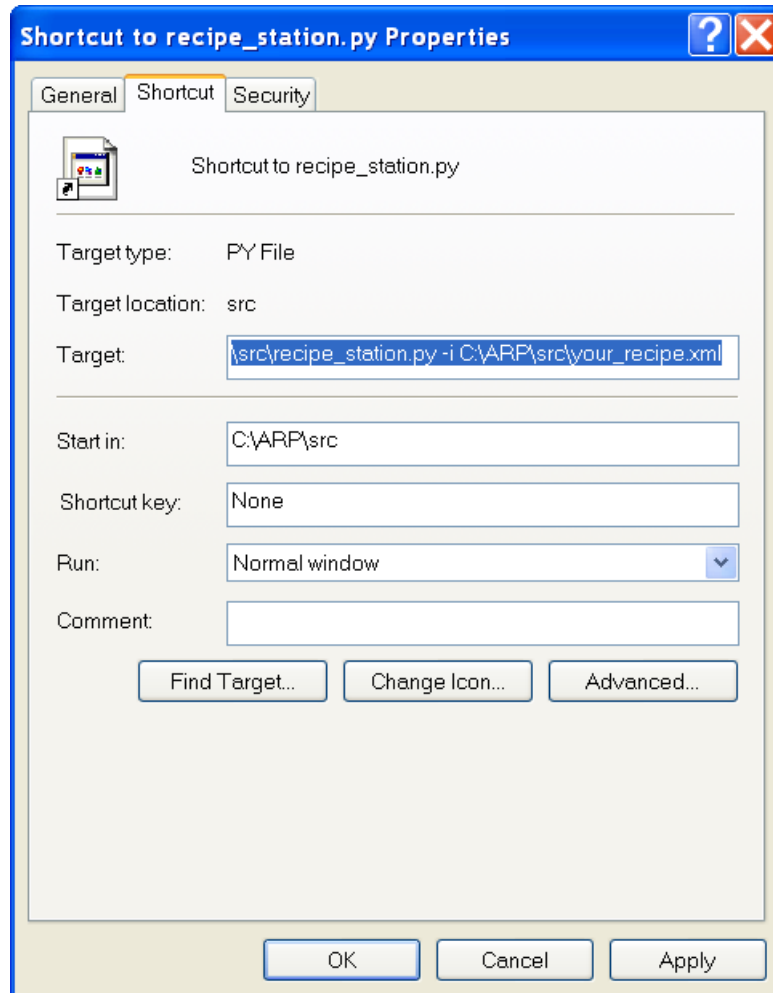 Shortcut to recipe_station.py Properties
General Shortcut Security
Shortcut to recipe_station.py
Target type: PY File
Target location: src
Target: \src\recipe_station.py -i C:\ARP\src\your_recipe.xml
Start in: C:\ARP\src
Shortcut key: None
Run: Normal window
Comment:
Find Target... Change Icon... Advanced...
OK Cancel Apply